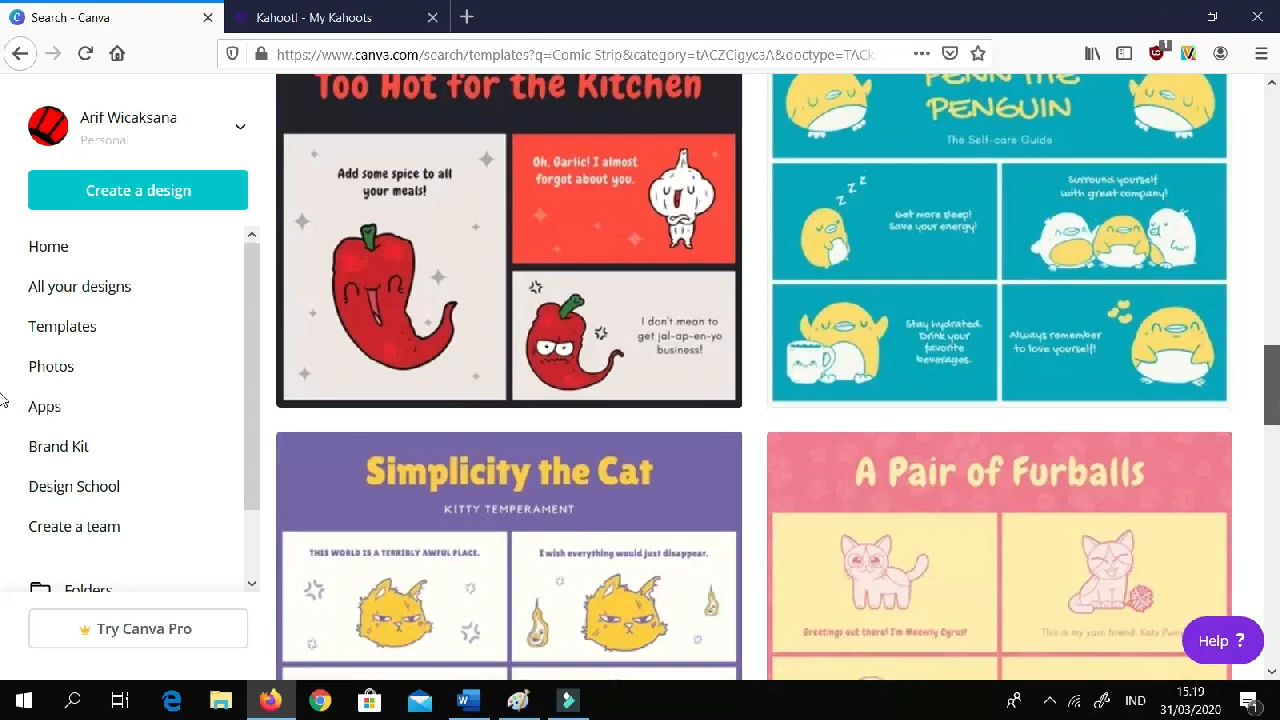 Search - Canva
Kahoot! - My Kahoots
https://www.canva.com/search/templates?q=Comic Strip&category=tACZCigycaA&doctype=TACk
1
Arif Wicaksana
Personal
Create a design
Home
All your designs
Templates
Photos
Apps
Brand Kit
Design School
Create a team
Folders
Try Canva Pro
Too Hot for the Kitchen
Add some spice to all
your meals!
Oh, Garlic! I almost
forgot about you.
I don't mean to
get jal-ap-en-yo
business!
PENN THE
PENGUIN
The Self-care Guide
Z Z Z
Get more sleep!
Save your energy!
Surround yourself
with great company!
Stay hydrated.
Drink your
favorite
beverages.
Always remember
to love yourself!
Simplicity the Cat
KITTY TEMPERAMENT
THIS WORLD IS A TERRIBLY AWFUL PLACE.
I wish everything would just disappear.
A Pair of Furballs
Greetings out there! I'm Meowly Cyrus!
This is my yarn friend, Katy
Help ?
IND
15.19
31/03/2020
1